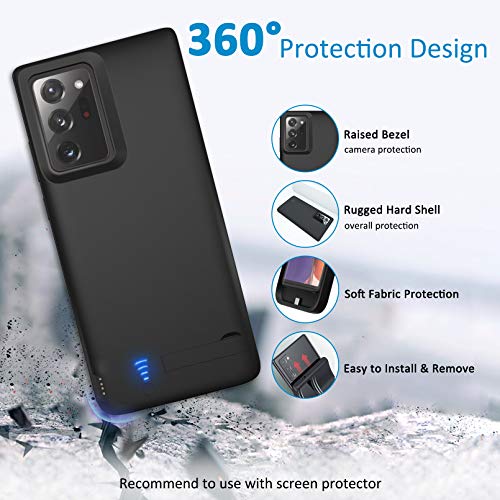 360° Protection Design
Raised Bezel
camera protection
Rugged Hard Shell
overall protection
Soft Fabric Protection
Easy to Install & Remove
Recommend to use with screen protector